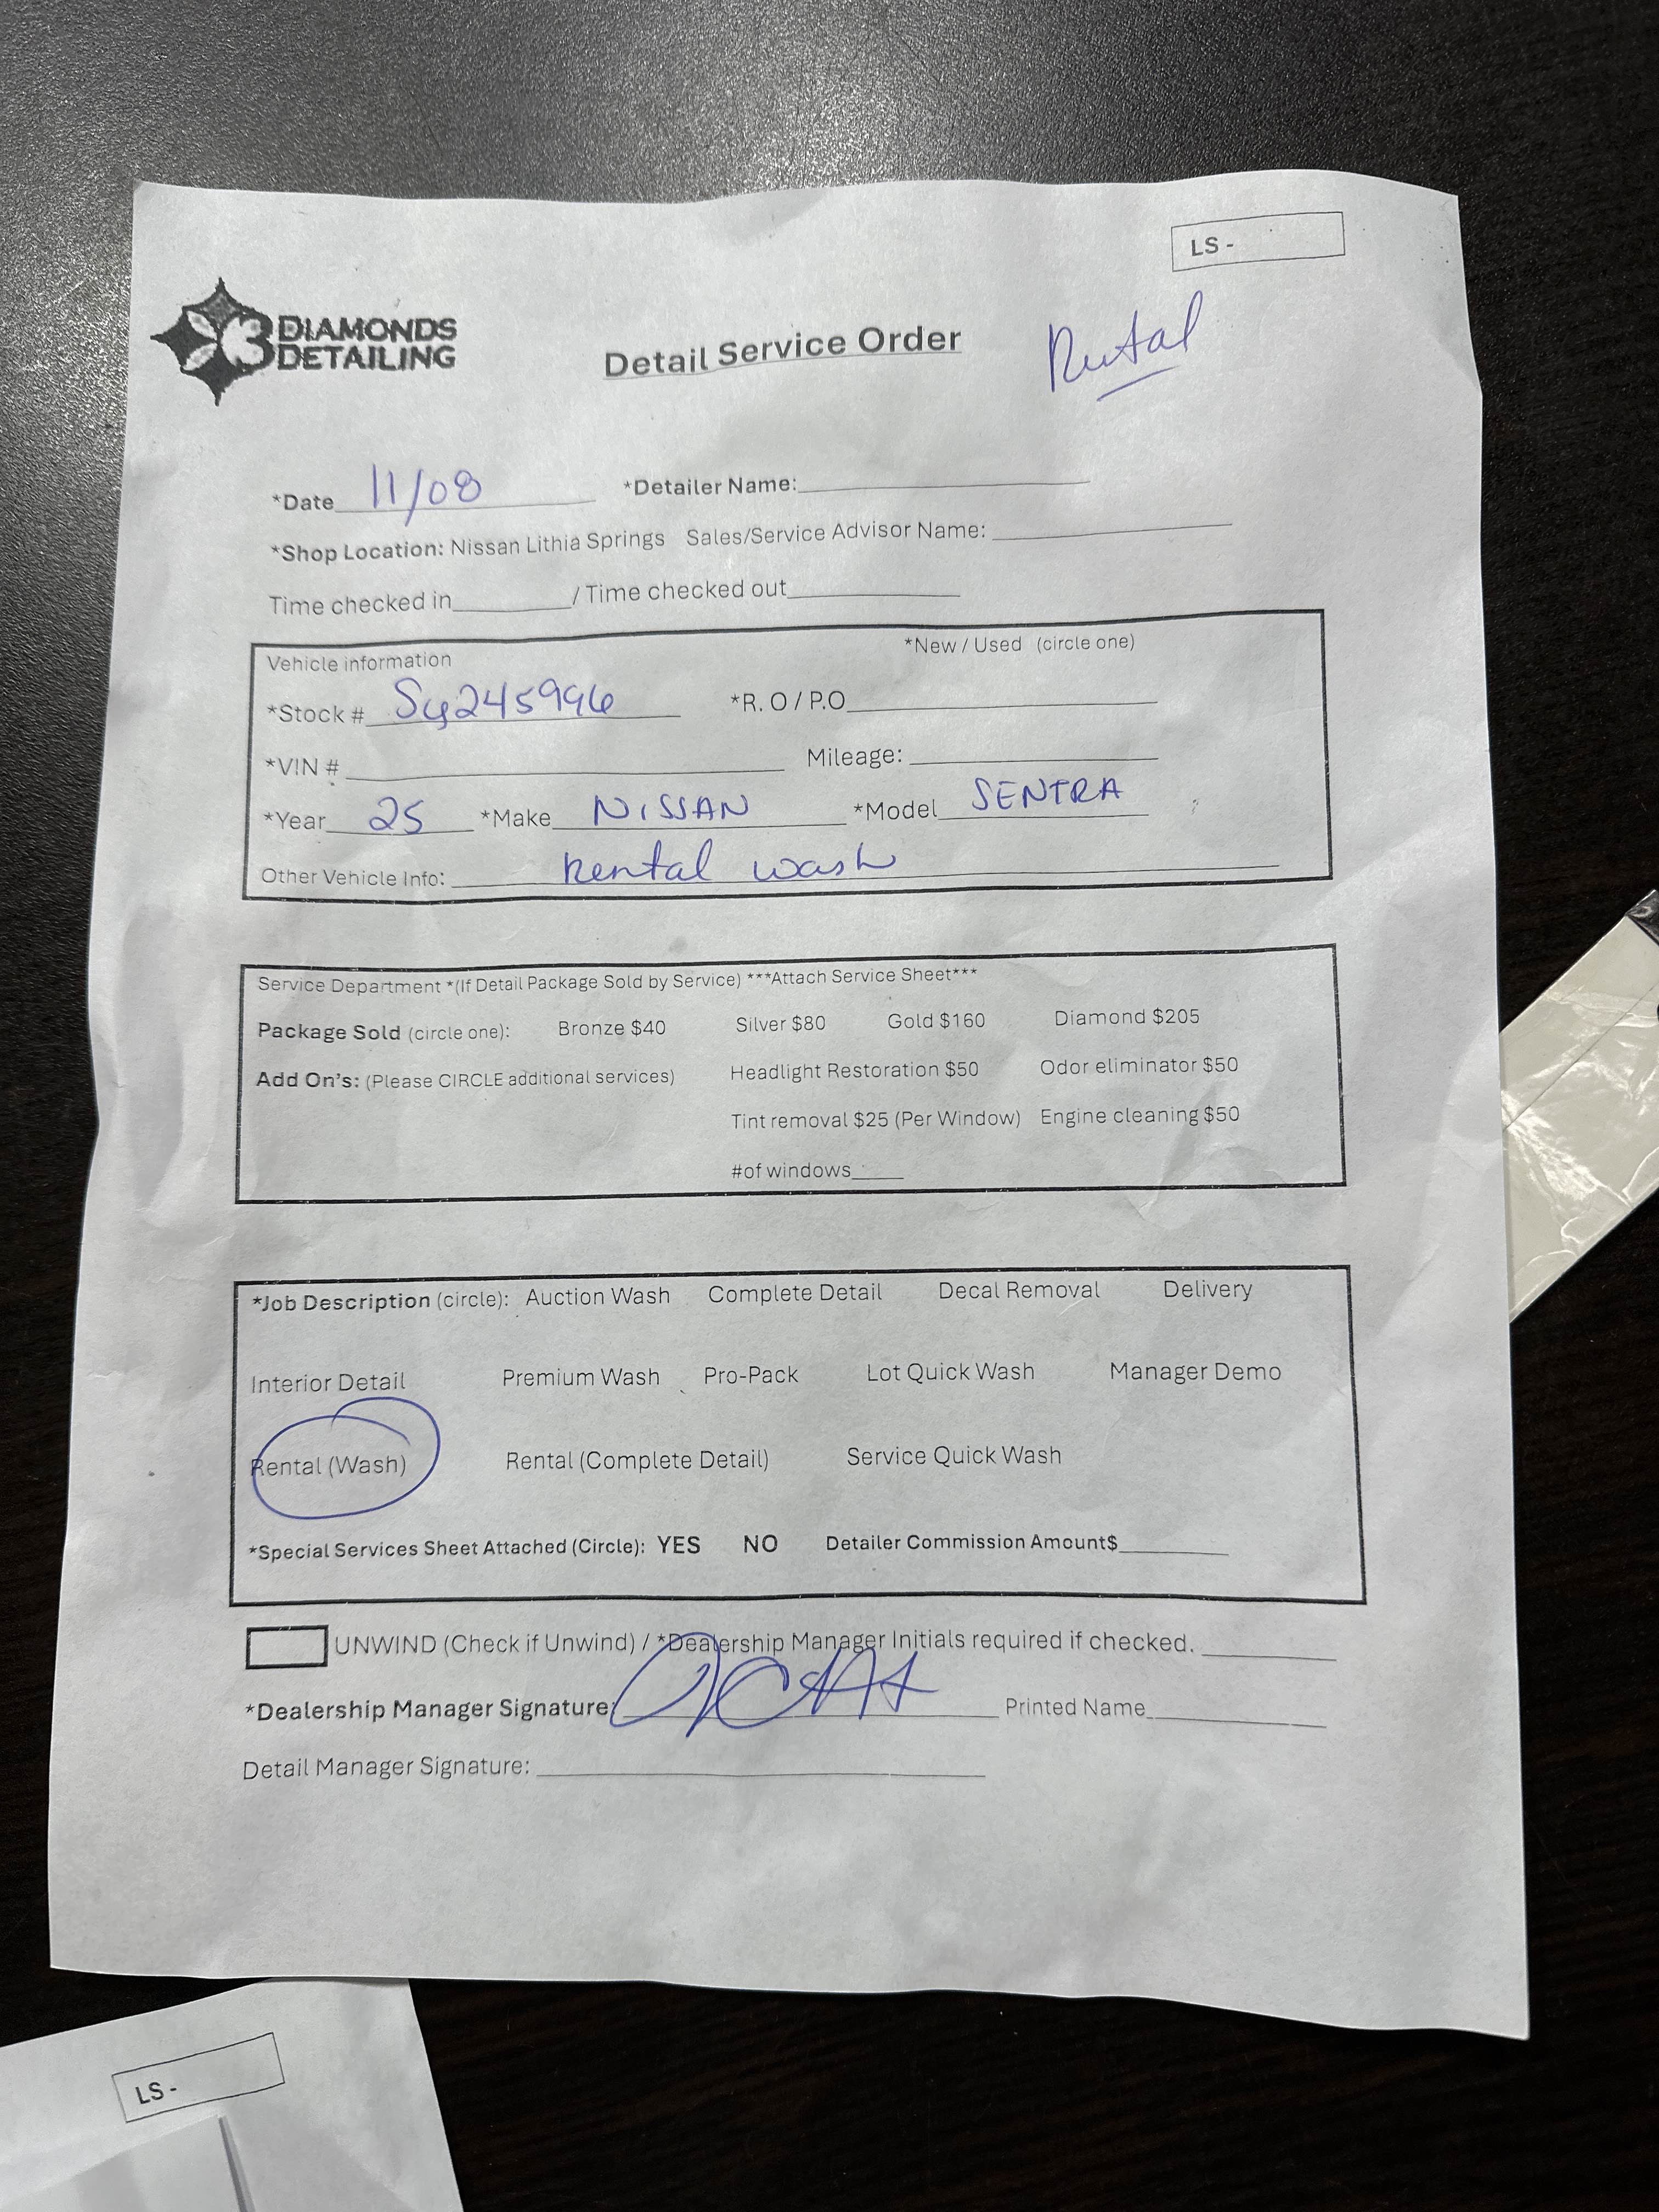 LS -
3 DIAMONDS
DETAILING
Detail Service Order
Rental
*Date 11/08 *Detailer Name:
*Shop Location: Nissan Lithia Springs Sales/Service Advisor Name:
Time checked in / Time checked out
Vehicle information *New / Used (circle one)
*Stock # Sy245996 *R. O / P.O
*VIN # Mileage:
*Year 25 *Make NISSAN *Model SENTRA
Other Vehicle Info: Rental wash
Service Department *(If Detail Package Sold by Service) ***Attach Service Sheet***
Package Sold (circle one): Bronze $40 Silver $80 Gold $160 Diamond $205
Add On's: (Please CIRCLE additional services) Headlight Restoration $50 Odor eliminator $50
Tint removal $25 (Per Window) Engine cleaning $50
#of windows
*Job Description (circle): Auction Wash Complete Detail Decal Removal Delivery
Interior Detail Premium Wash Pro-Pack Lot Quick Wash Manager Demo
Rental (Wash) Rental (Complete Detail) Service Quick Wash
*Special Services Sheet Attached (Circle): YES NO Detailer Commission Amount$
UNWIND (Check if Unwind) / *Dealership Manager Initials required if checked.
*Dealership Manager Signature: Printed Name
Detail Manager Signature:
LS -